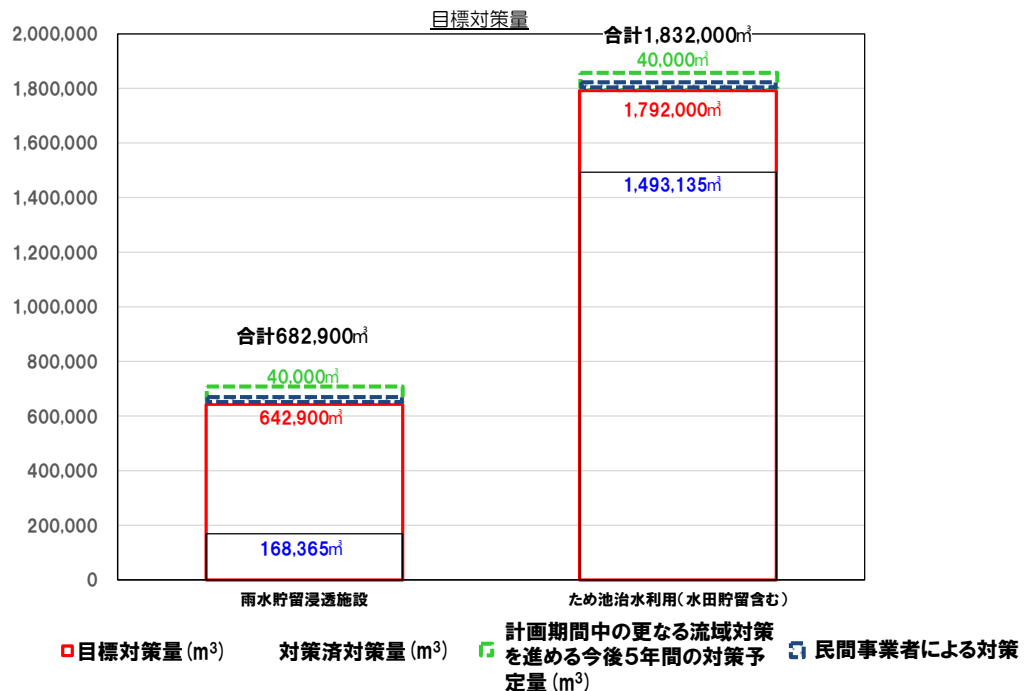 目標対策量
2,000,000
1,800,000
1,600,000
1,400,000
1,200,000
1,000,000
800,000
600,000
400,000
200,000
0
合計1,832,000㎥
40,000㎥
1,792,000㎥
1,493,135㎥
合計682,900㎥
40,000㎥
642,900㎥
168,365㎥
雨水貯留浸透施設
ため池治水利用(水田貯留含む)
目標対策量(m³)
対策済対策量(m³)
計画期間中の更なる流域対策
を進める今後5年間の対策予
定量(m³)
民間事業者による対策